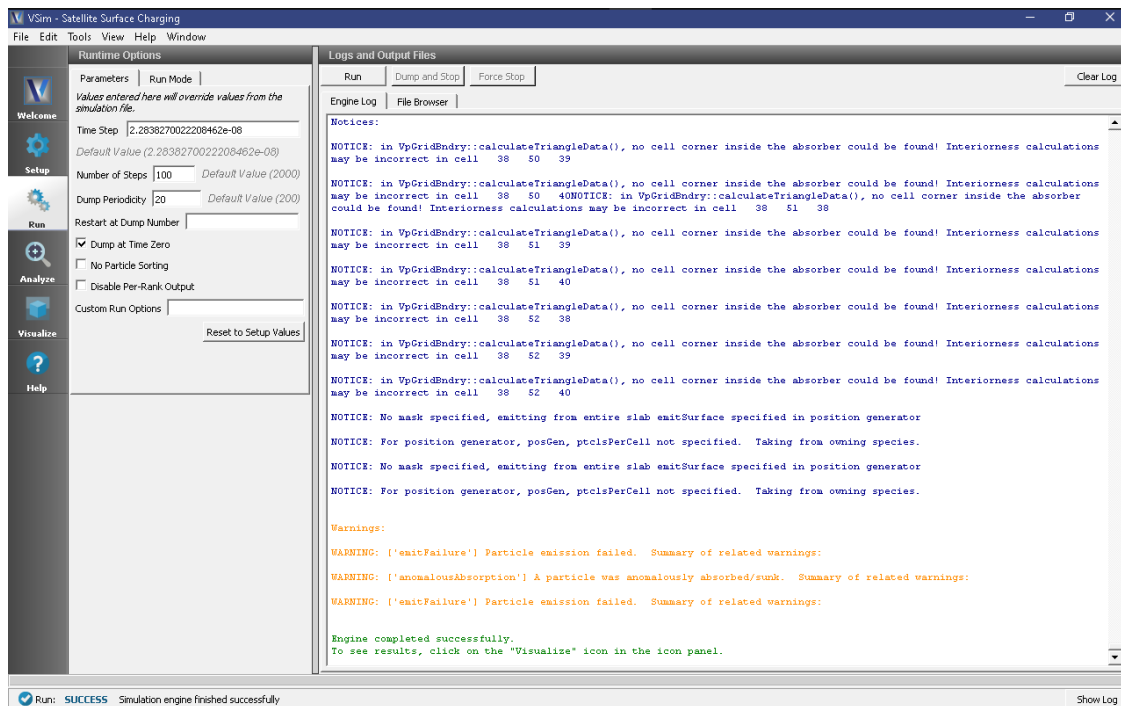 VSim - Satellite Surface Charging
File Edit Tools View Help Window
Welcome
Setup
Run
Analyze
Visualize
Help
Runtime Options
Parameters Run Mode
Values entered here will override values from the
simulation file.
Time Step 2.2838270022208462e-08
Default Value (2.2838270022208462e-08)
Number of Steps 100 Default Value (2000)
Dump Periodicity 20 Default Value (200)
Restart at Dump Number
Dump at Time Zero
No Particle Sorting
Disable Per-Rank Output
Custom Run Options
Reset to Setup Values
Logs and Output Files
Run Dump and Stop Force Stop Clear Log
Engine Log File Browser
Notices:
NOTICE: in VpGridBndry::calculateTriangleData(), no cell corner inside the absorber could be found! Interiorness calculations
may be incorrect in cell 38 50 39
NOTICE: in VpGridBndry::calculateTriangleData(), no cell corner inside the absorber could be found! Interiorness calculations
may be incorrect in cell 38 50 40NOTICE: in VpGridBndry::calculateTriangleData(), no cell corner inside the absorber
could be found! Interiorness calculations may be incorrect in cell 38 51 38
NOTICE: in VpGridBndry::calculateTriangleData(), no cell corner inside the absorber could be found! Interiorness calculations
may be incorrect in cell 38 51 39
NOTICE: in VpGridBndry::calculateTriangleData(), no cell corner inside the absorber could be found! Interiorness calculations
may be incorrect in cell 38 51 40
NOTICE: in VpGridBndry::calculateTriangleData(), no cell corner inside the absorber could be found! Interiorness calculations
may be incorrect in cell 38 52 38
NOTICE: in VpGridBndry::calculateTriangleData(), no cell corner inside the absorber could be found! Interiorness calculations
may be incorrect in cell 38 52 39
NOTICE: in VpGridBndry::calculateTriangleData(), no cell corner inside the absorber could be found! Interiorness calculations
may be incorrect in cell 38 52 40
NOTICE: No mask specified, emitting from entire slab emitSurface specified in position generator
NOTICE: For position generator, posGen, ptclsPerCell not specified. Taking from owning species.
NOTICE: No mask specified, emitting from entire slab emitSurface specified in position generator
NOTICE: For position generator, posGen, ptclsPerCell not specified. Taking from owning species.
Warnings:
WARNING: ['emitFailure'] Particle emission failed. Summary of related warnings:
WARNING: ['anomalousAbsorption'] A particle was anomalously absorbed/sunk. Summary of related warnings:
WARNING: ['emitFailure'] Particle emission failed. Summary of related warnings:
Engine completed successfully.
To see results, click on the "Visualize" icon in the icon panel.
Run: SUCCESS Simulation engine finished successfully Show Log